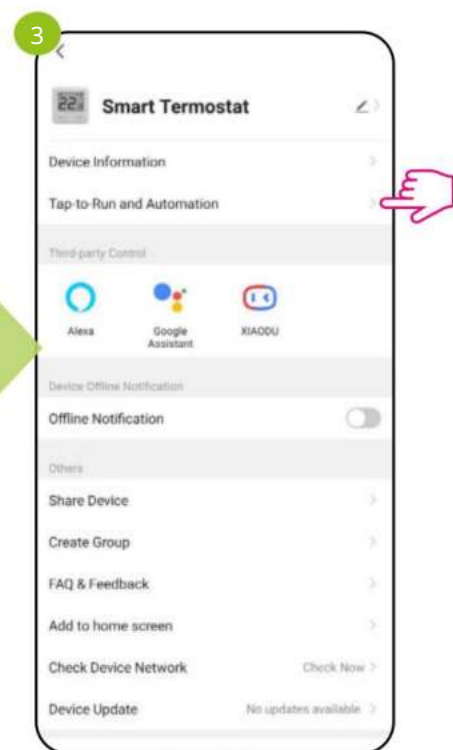 3
22
Smart Termostat
Device Information
Tap-to-Run and Automation
Third-party Control
Alexa
Google
Assistant
XIAODU
Device Offline Notification
Offline Notification
Others
Share Device
Create Group
FAQ & Feedback
Add to home screen
Check Device Network Check Now
Device Update No updates available